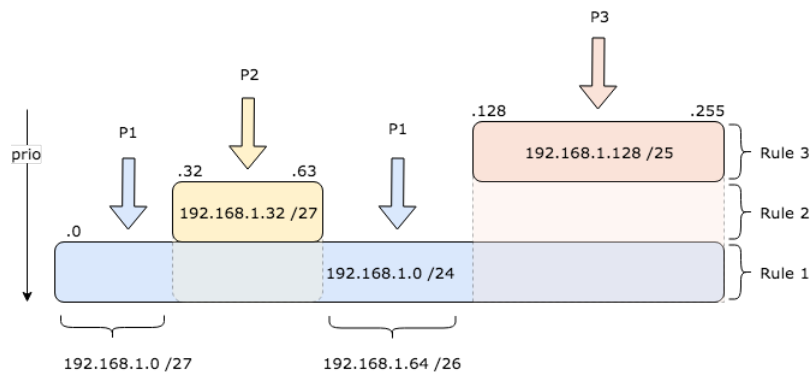 P3
P2
.128
.255
P1
P1
prio
192.168.1.128 /25
Rule 3
.32
.63
192.168.1.32 /27
Rule 2
.0
192.168.1.0 /24
Rule 1
192.168.1.0 /27
192.168.1.64 /26